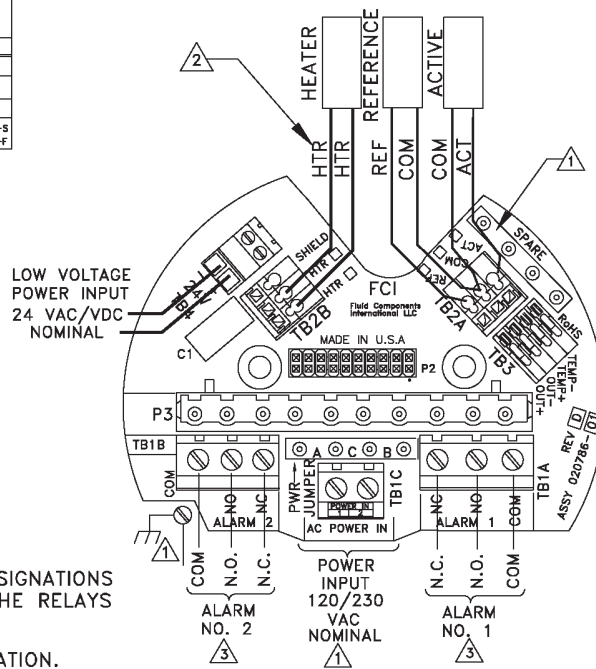 -S
-F
2
HEATER
REFERENCE
ACTIVE
HTR
HTR
REF
COM
COM
ACT
1
SHIELD
HTR
HTR
FCI
Fluid Components
International LLC
REF
COM
ACT
SPARE
LOW VOLTAGE
POWER INPUT
24 VAC/VDC
NOMINAL
TB2B
TB2A
TB3
RoHS
TEMP-
TEMP+
OUT-
OUT+
C1
MADE IN U.S.A
P2
P3
REV D
ASSY 020786-01
TB1B
COM
NO
NC
ALARM 2
A C B
PWR
JUMPER
TB1C
POWER IN
1 2
AC POWER IN
NC
NO
COM
ALARM 1
TB1A
1
COM
N.O.
N.C.
ALARM
NO. 2
3
POWER
INPUT
120/230
VAC
NOMINAL
1
N.C.
N.O.
COM
ALARM
NO. 1
3
SIGNATIONS
HE RELAYS
ATION.